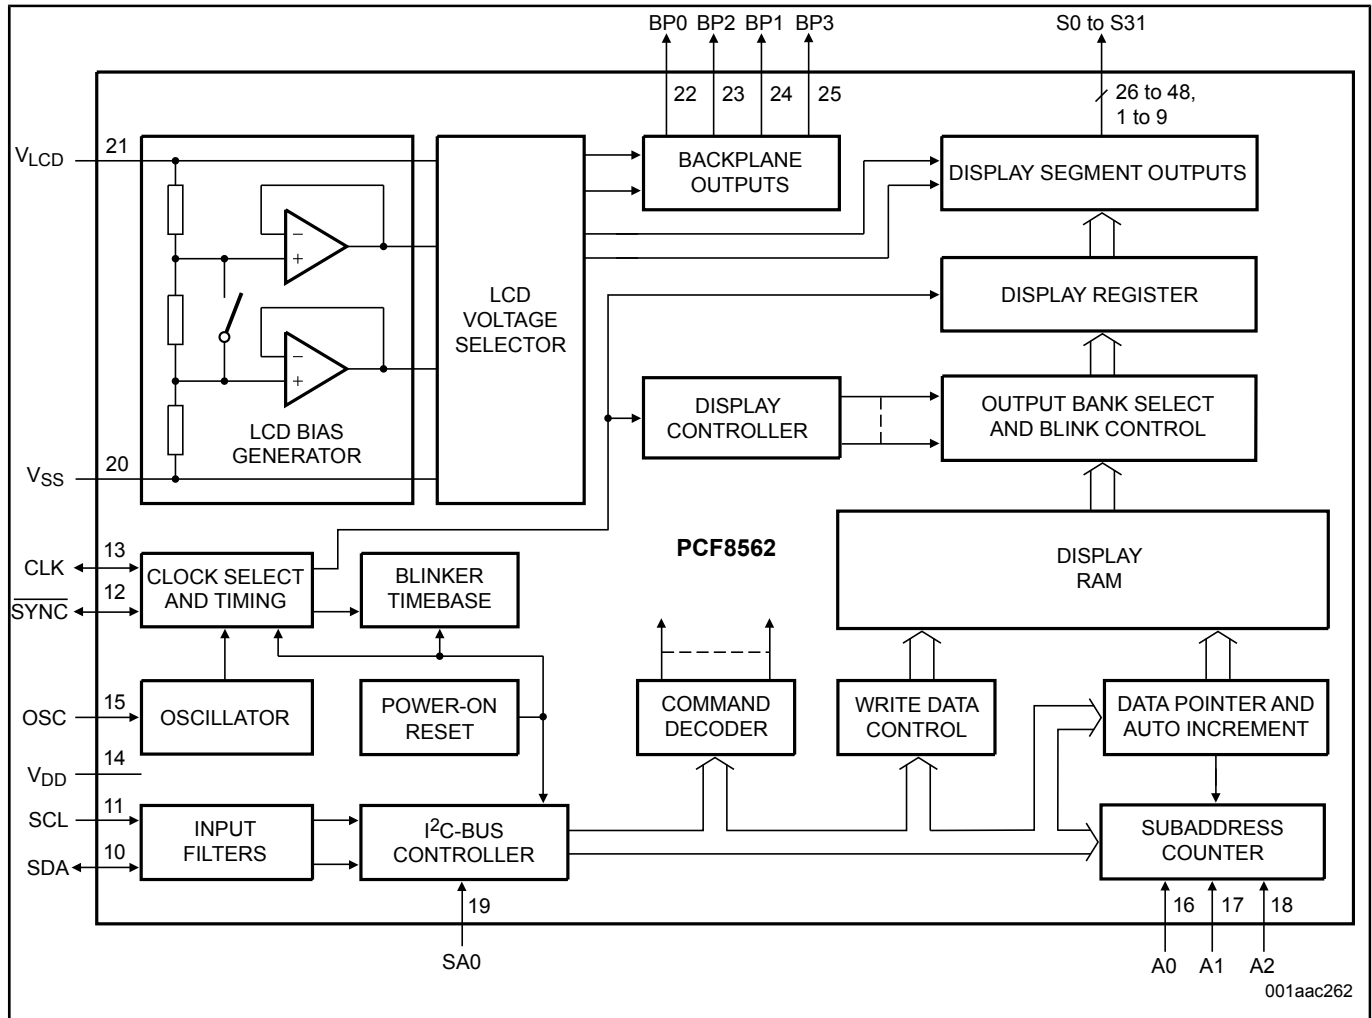 BP0 BP2 BP1 BP3
S0 to S31
22 23 24 25
26 to 48,
1 to 9
VLCD
21
BACKPLANE
OUTPUTS
DISPLAY SEGMENT OUTPUTS
−
+
LCD
VOLTAGE
SELECTOR
DISPLAY REGISTER
−
+
LCD BIAS
GENERATOR
DISPLAY
CONTROLLER
OUTPUT BANK SELECT
AND BLINK CONTROL
VSS
20
CLK
13
SYNC
12
CLOCK SELECT
AND TIMING
BLINKER
TIMEBASE
PCF8562
DISPLAY
RAM
OSC
15
OSCILLATOR
POWER-ON
RESET
COMMAND
DECODER
WRITE DATA
CONTROL
DATA POINTER AND
AUTO INCREMENT
VDD
14
SCL
11
SDA
10
INPUT
FILTERS
I2C-BUS
CONTROLLER
SUBADDRESS
COUNTER
19
16 17 18
SA0
A0 A1 A2
001aac262